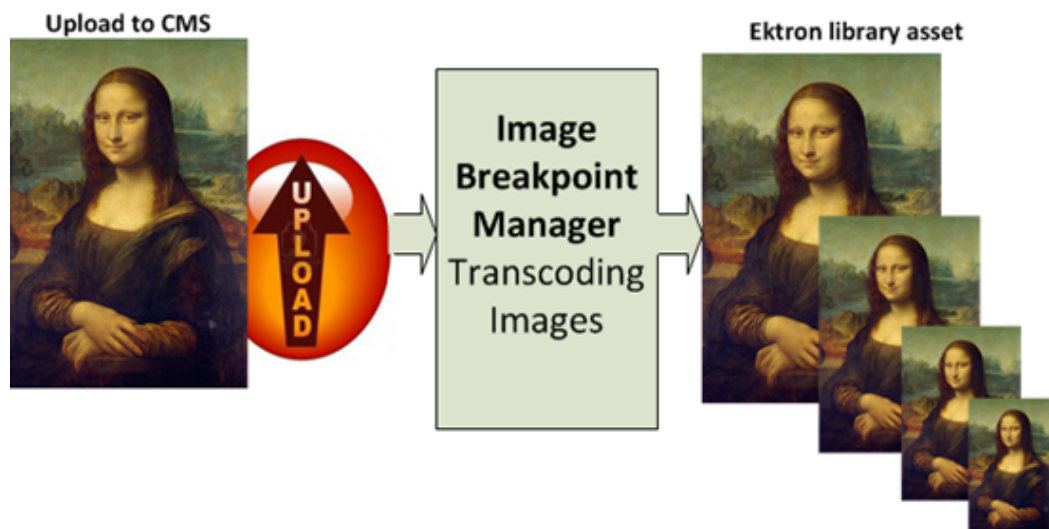 Upload to CMS
Ektron library asset
UPLOAD
Image
Breakpoint
Manager
Transcoding
Images